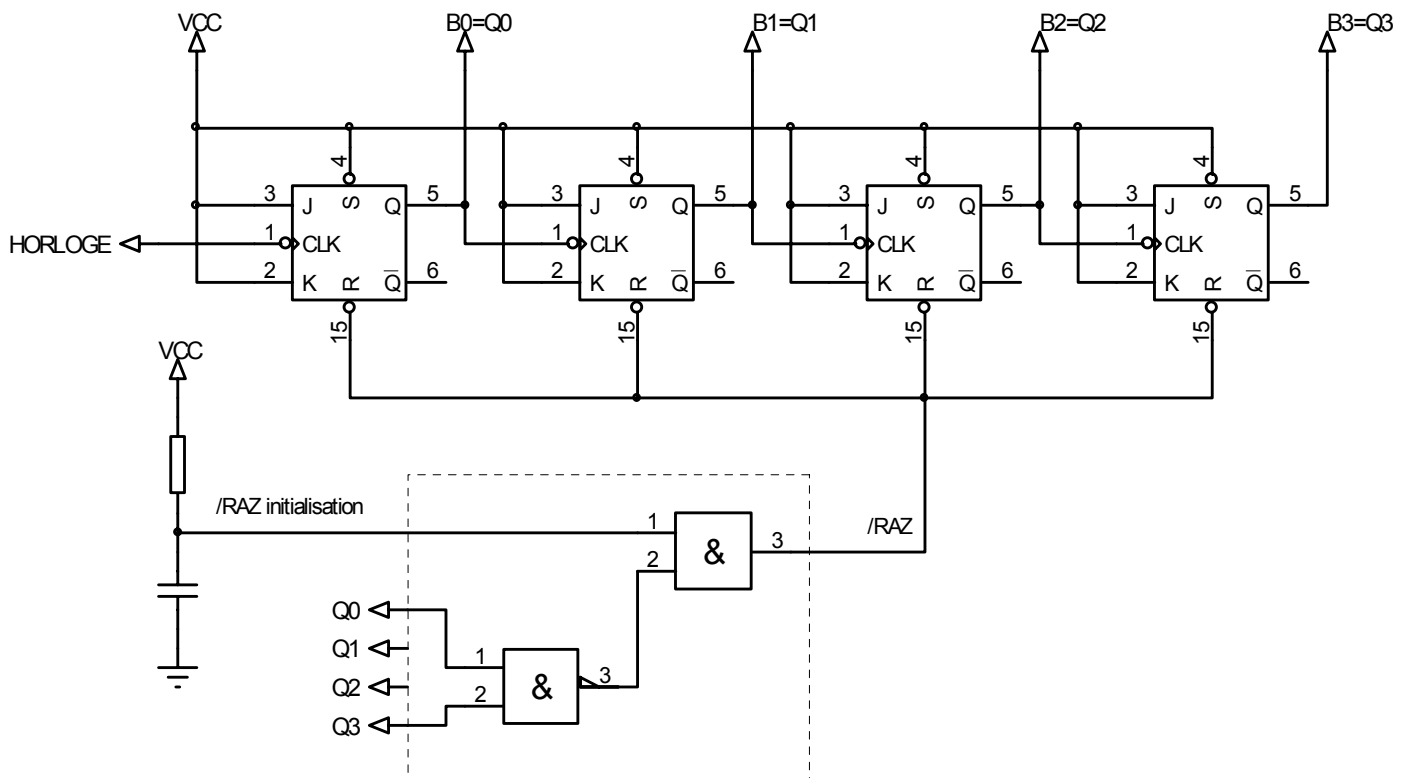 VCC B0=Q0 B1=Q1 B2=Q2 B3=Q3
4 4 4 4
3 J S Q 5 3 J S Q 5 3 J S Q 5 3 J S Q 5
HORLOGE 1 CLK 1 CLK 1 CLK 1 CLK
2 K R Q̅ 6 2 K R Q̅ 6 2 K R Q̅ 6 2 K R Q̅ 6
15 15 15 15
VCC
/RAZ initialisation
1
& 3 /RAZ
2
Q0
Q1
1
& 3
2
Q2
Q3